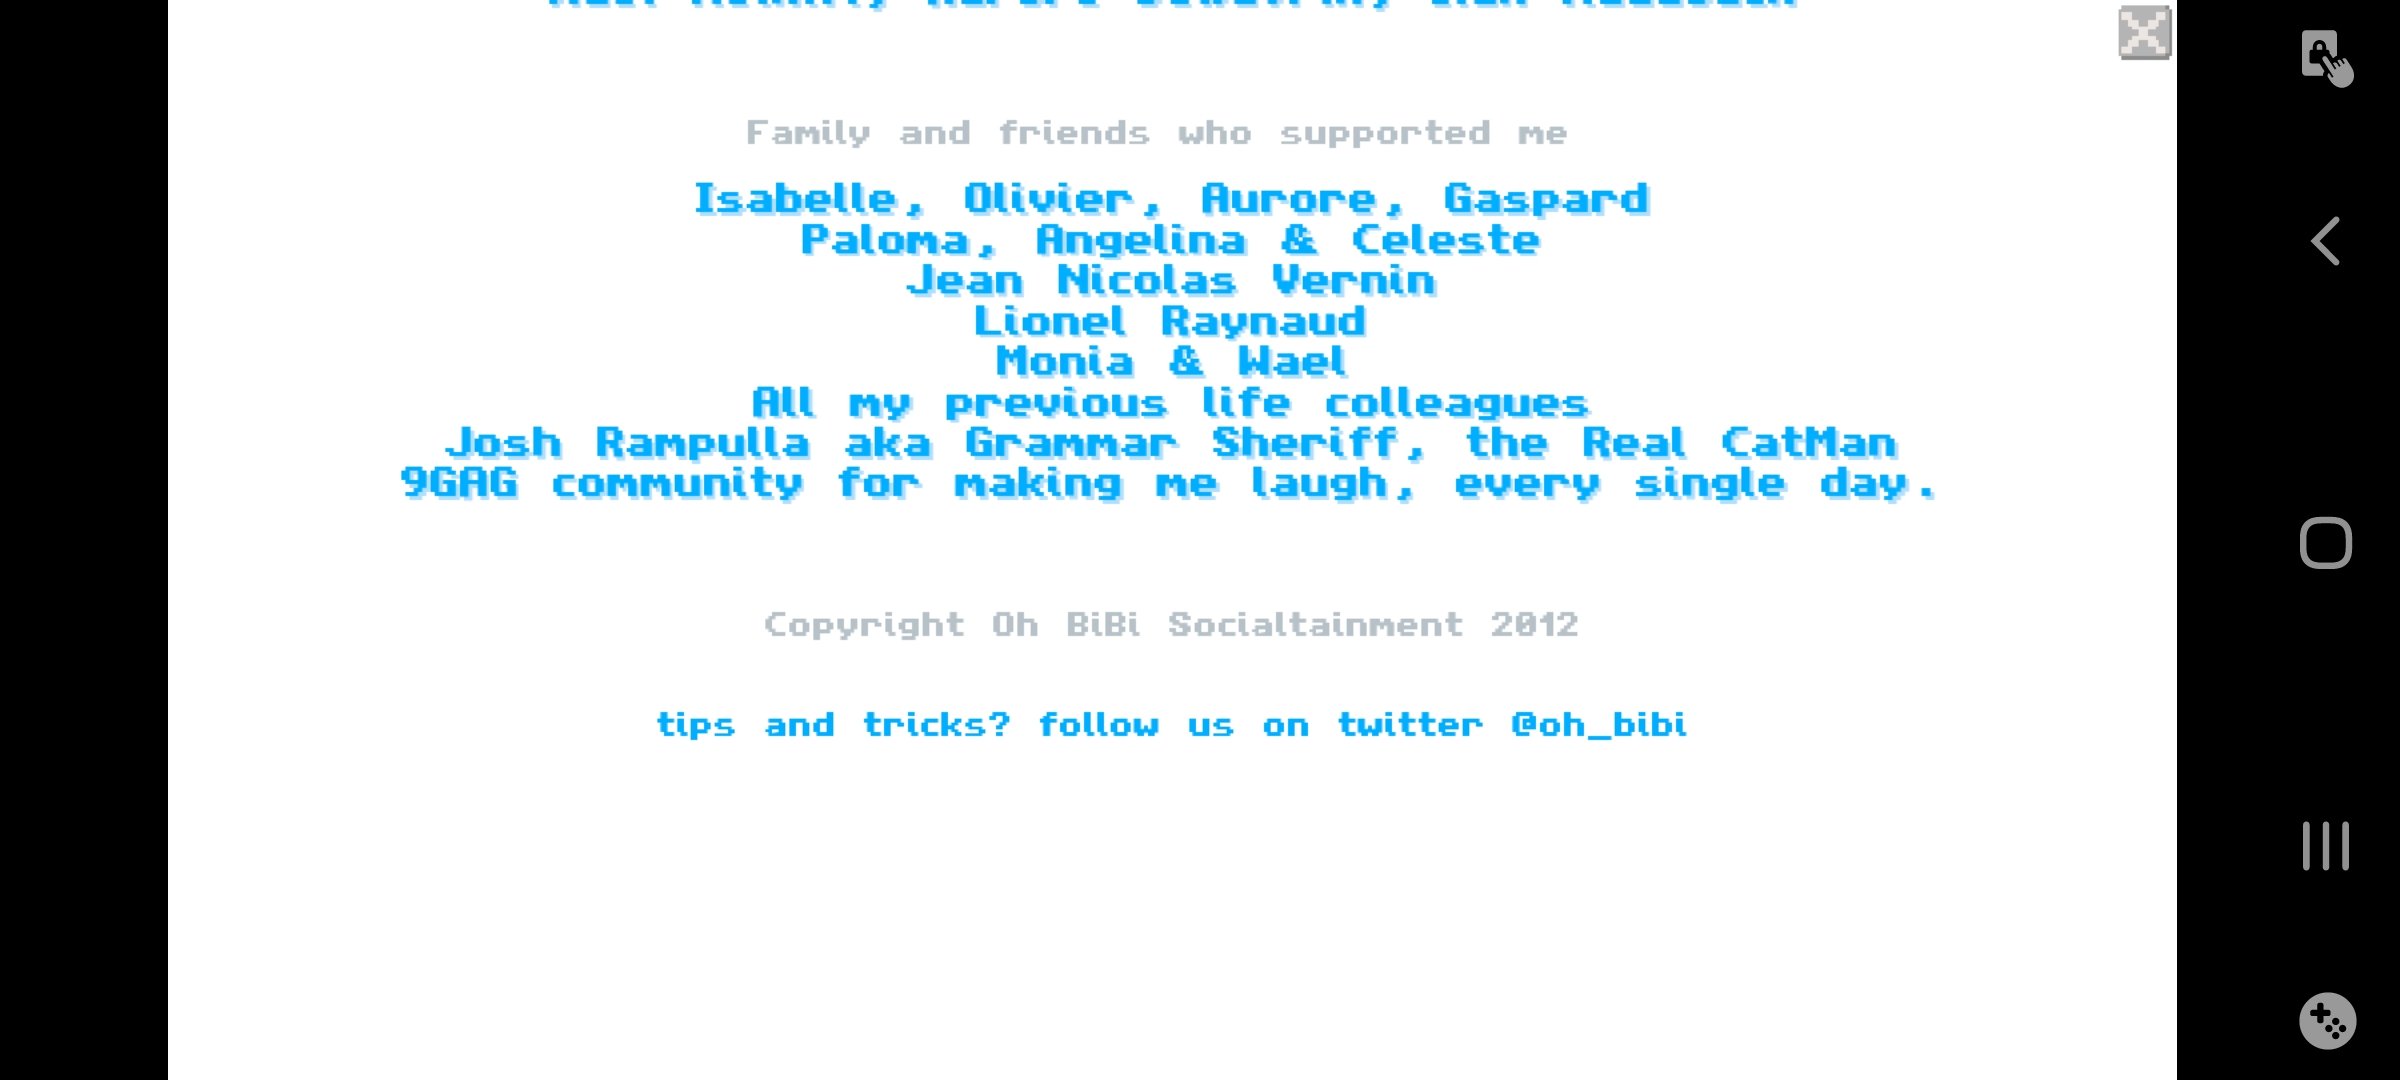 Family and friends who supported me
Isabelle, Olivier, Aurore, Gaspard
Paloma, Angelina & Celeste
Jean Nicolas Vernin
Lionel Raynaud
Monia & Wael
All my previous life colleagues
Josh Rampulla aka Grammar Sheriff, the Real CatMan
9GAG community for making me laugh, every single day.
Copyright Oh BiBi Socialtainment 2012
tips and tricks? follow us on twitter @oh_bibi